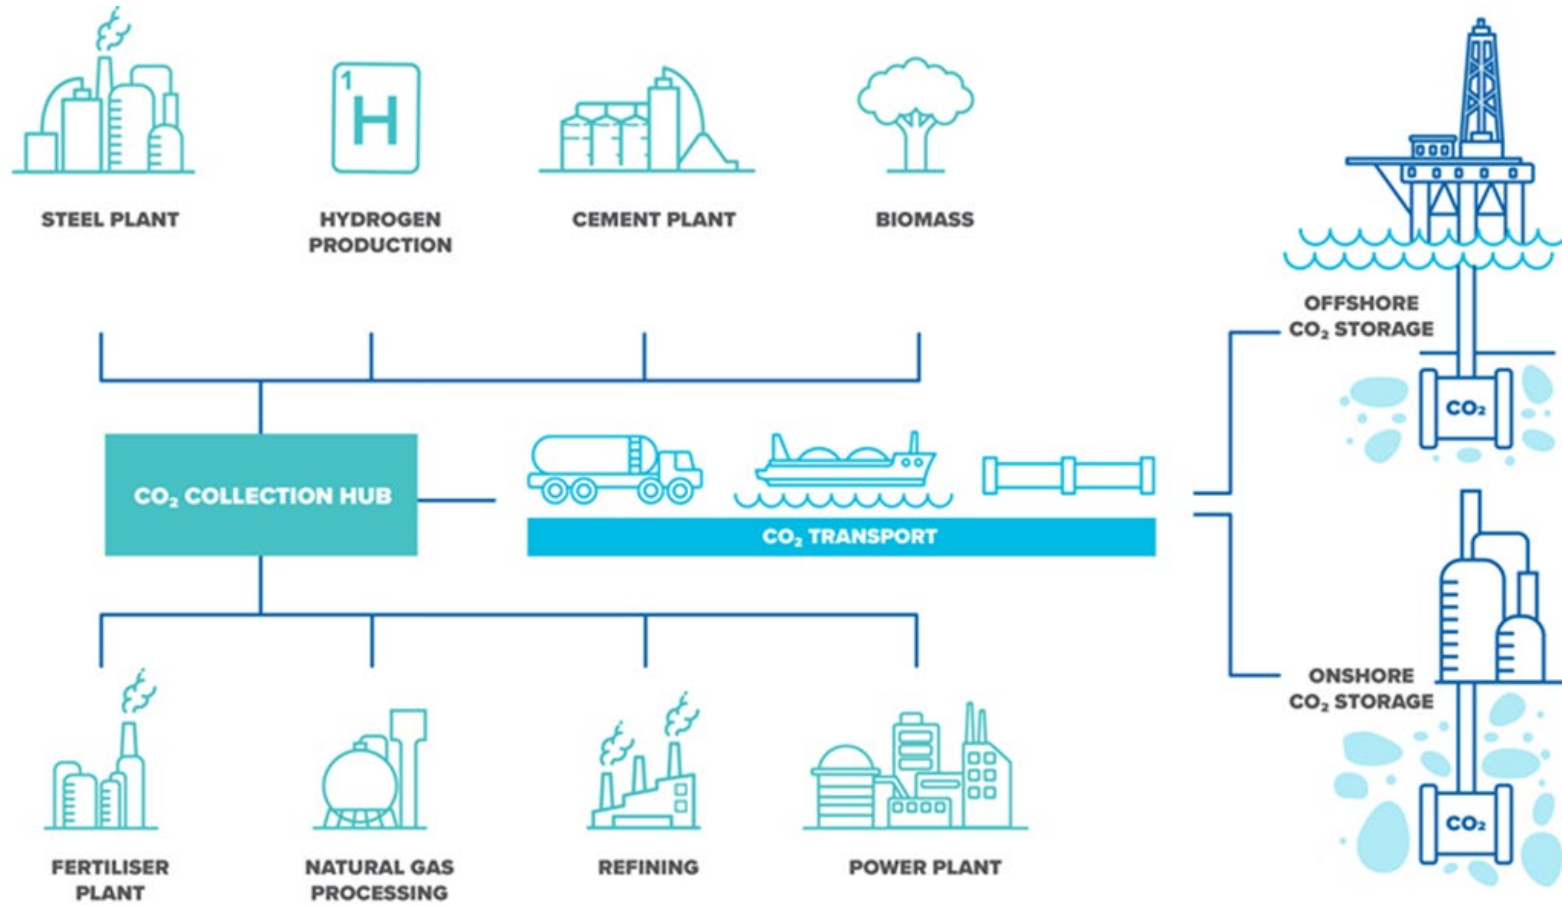 1
H
STEEL PLANT
HYDROGEN
PRODUCTION
CEMENT PLANT
BIOMASS
OFFSHORE
CO₂ STORAGE
CO₂
CO₂ COLLECTION HUB
CO₂ TRANSPORT
ONSHORE
CO₂ STORAGE
CO₂
FERTILISER
PLANT
NATURAL GAS
PROCESSING
REFINING
POWER PLANT